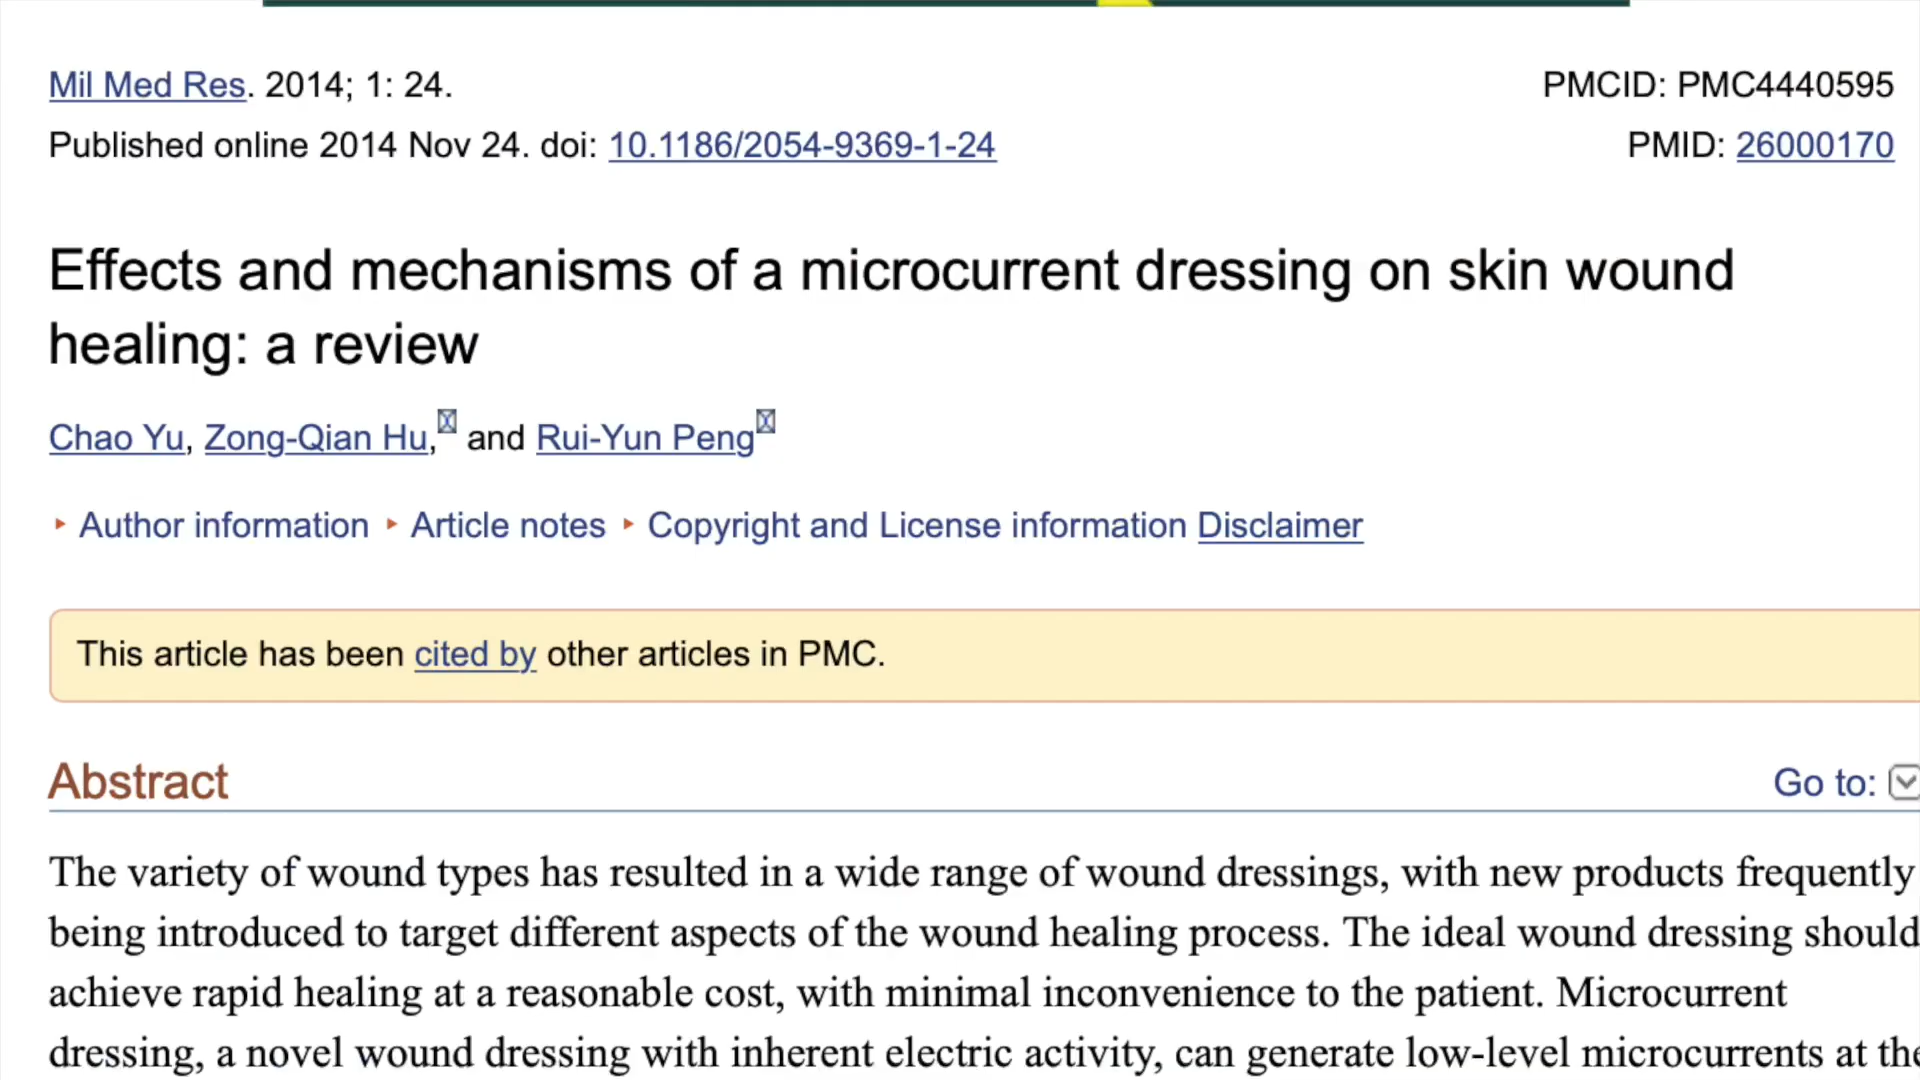 Mil Med Res. 2014; 1: 24.
PMCID: PMC4440595
Published online 2014 Nov 24. doi: 10.1186/2054-9369-1-24
PMID: 26000170
Effects and mechanisms of a microcurrent dressing on skin wound
healing: a review
Chao Yu, Zong-Qian Hu, and Rui-Yun Peng
Author information Article notes Copyright and License information Disclaimer
This article has been cited by other articles in PMC.
Abstract
Go to:
The variety of wound types has resulted in a wide range of wound dressings, with new products frequently
being introduced to target different aspects of the wound healing process. The ideal wound dressing should
achieve rapid healing at a reasonable cost, with minimal inconvenience to the patient. Microcurrent
dressing, a novel wound dressing with inherent electric activity, can generate low-level microcurrents at the